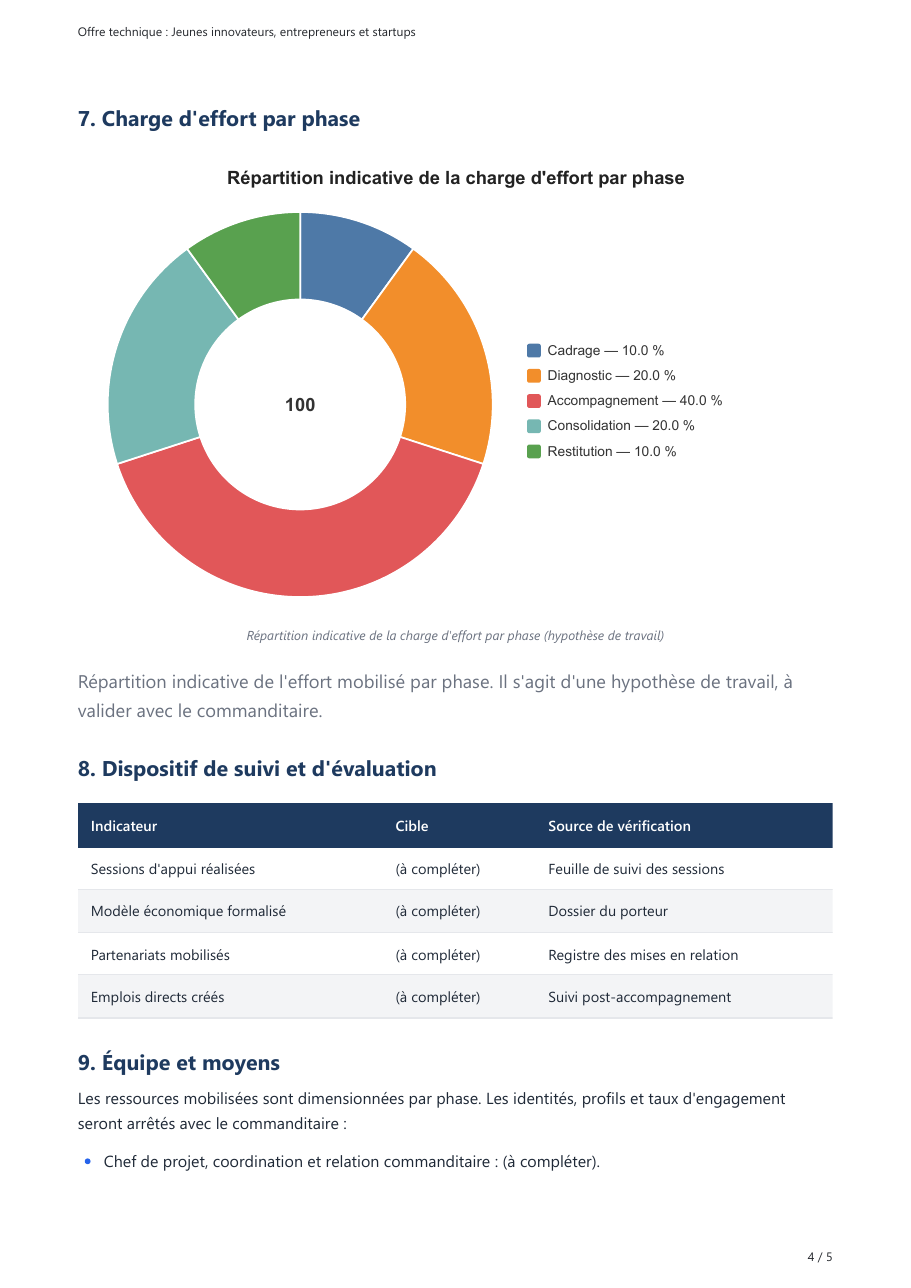 Offre technique : Jeunes innovateurs, entrepreneurs et startups
7. Charge d'effort par phase
Répartition indicative de la charge d'effort par phase
100
Cadrage — 10.0 %
Diagnostic — 20.0 %
Accompagnement — 40.0 %
Consolidation — 20.0 %
Restitution — 10.0 %
Répartition indicative de la charge d'effort par phase (hypothèse de travail)
Répartition indicative de l'effort mobilisé par phase. Il s'agit d'une hypothèse de travail, à
valider avec le commanditaire.
8. Dispositif de suivi et d'évaluation
Indicateur Cible Source de vérification
Sessions d'appui réalisées (à compléter) Feuille de suivi des sessions
Modèle économique formalisé (à compléter) Dossier du porteur
Partenariats mobilisés (à compléter) Registre des mises en relation
Emplois directs créés (à compléter) Suivi post-accompagnement
9. Équipe et moyens
Les ressources mobilisées sont dimensionnées par phase. Les identités, profils et taux d'engagement
seront arrêtés avec le commanditaire :
• Chef de projet, coordination et relation commanditaire : (à compléter).
4 / 5